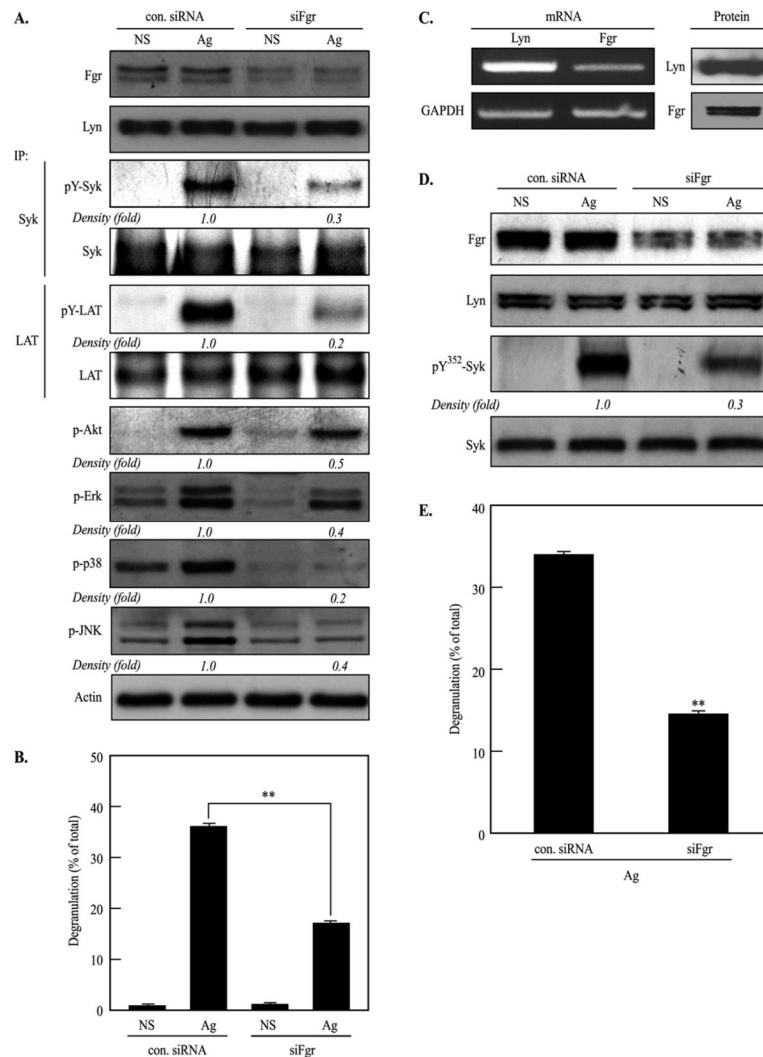 A.
con. siRNA siFgr
NS Ag NS Ag
Fgr
Lyn
IP:
Syk
pY-Syk
Density (fold) 1.0 0.3
Syk
LAT
pY-LAT
Density (fold) 1.0 0.2
LAT
p-Akt
Density (fold) 1.0 0.5
p-Erk
Density (fold) 1.0 0.4
p-p38
Density (fold) 1.0 0.2
p-JNK
Density (fold) 1.0 0.4
Actin
B.
Degranulation (% of total)
50
40
30
20
10
0
**
NS Ag NS Ag
con. siRNA siFgr
C.
mRNA Protein
Lyn Fgr
Lyn
GAPDH Fgr
D.
con. siRNA siFgr
NS Ag NS Ag
Fgr
Lyn
pY352-Syk
Density (fold) 1.0 0.3
Syk
E.
Degranulation (% of total)
40
30
20
10
0
**
con. siRNA siFgr
Ag